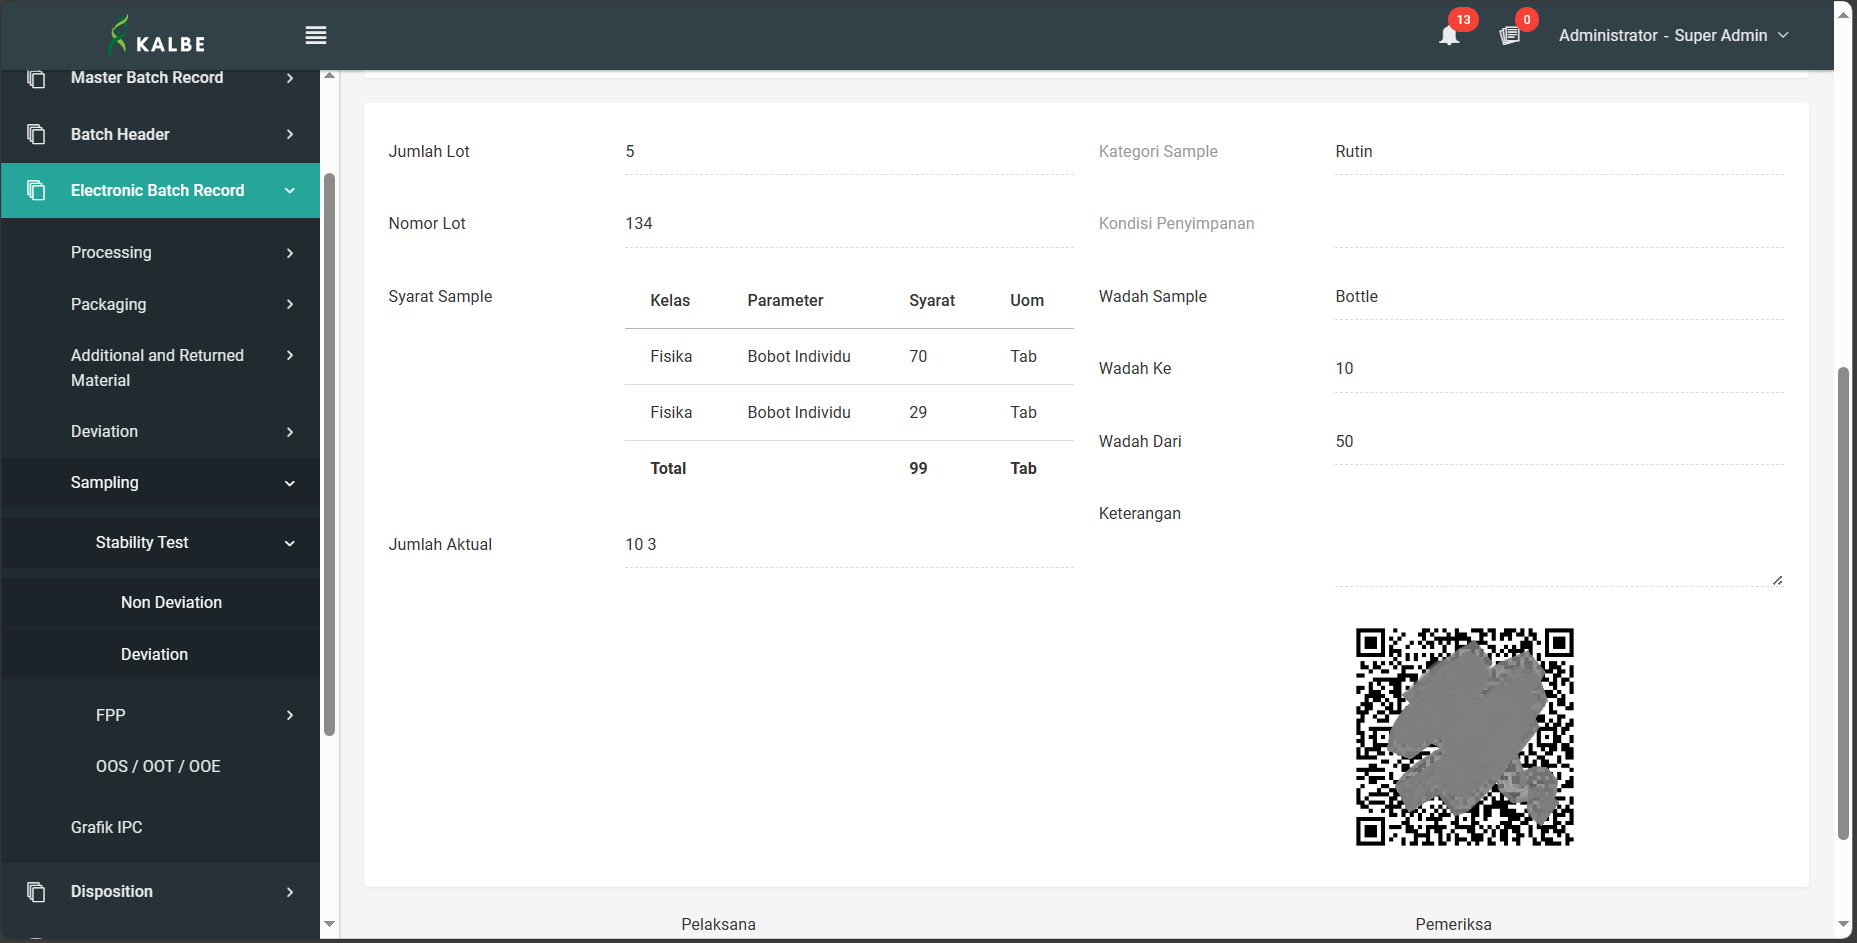 KALBE
13
0
Administrator - Super Admin
Master Batch Record
Batch Header
Electronic Batch Record
Processing
Packaging
Additional and Returned
Material
Deviation
Sampling
Stability Test
Non Deviation
Deviation
FPP
OOS / OOT / OOE
Grafik IPC
Disposition
Jumlah Lot 5
Nomor Lot 134
Syarat Sample
Kelas Parameter Syarat Uom
Fisika Bobot Individu 70 Tab
Fisika Bobot Individu 29 Tab
Total 99 Tab
Jumlah Aktual 10 3
Kategori Sample Rutin
Kondisi Penyimpanan
Wadah Sample Bottle
Wadah Ke 10
Wadah Dari 50
Keterangan
Pelaksana
Pemeriksa